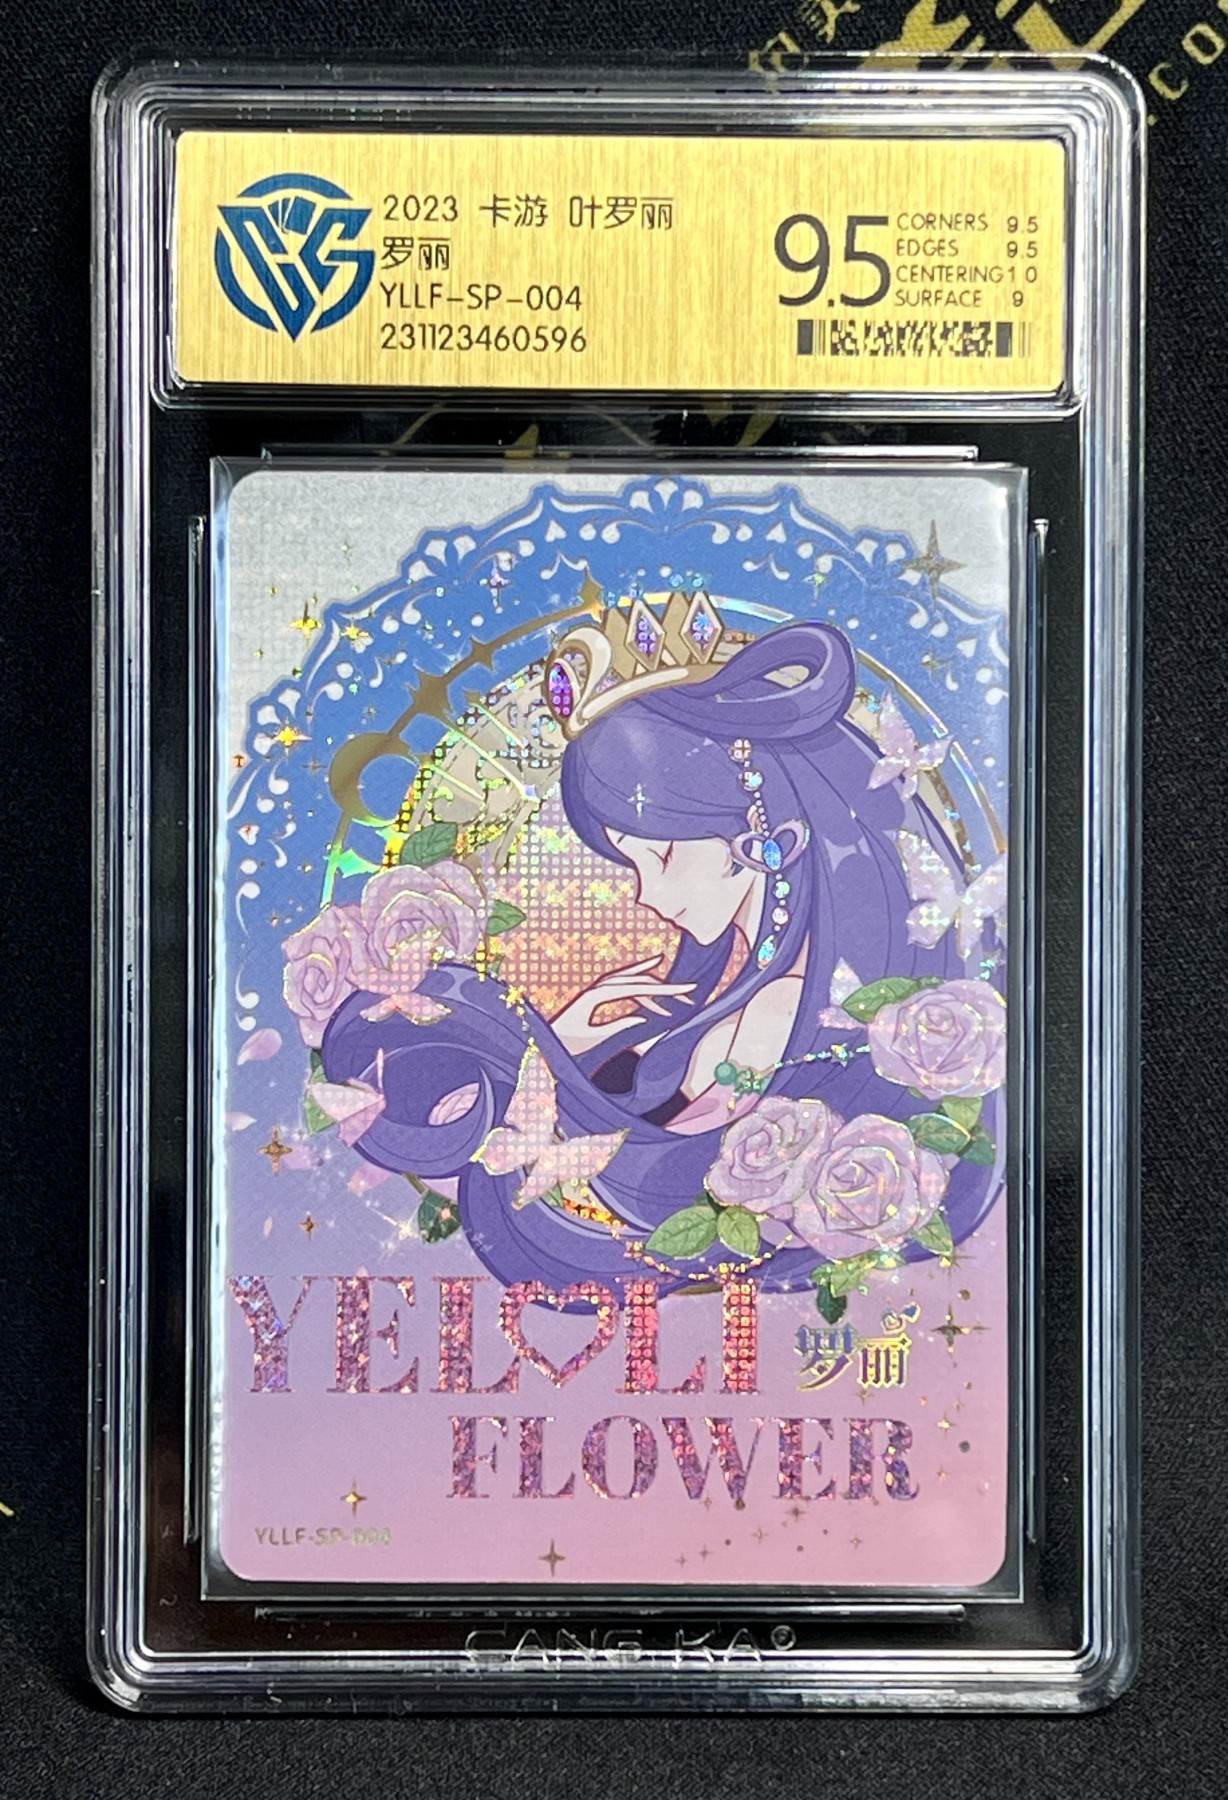 2023 卡游 叶罗丽
罗丽
YLLF-SP-004
231123460596
9.5
CORNERS 9.5
EDGES 9.5
CENTERING 10
SURFACE 9
YELOLI
罗丽
FLOWER
YLLF-SP-004
CANG KA®